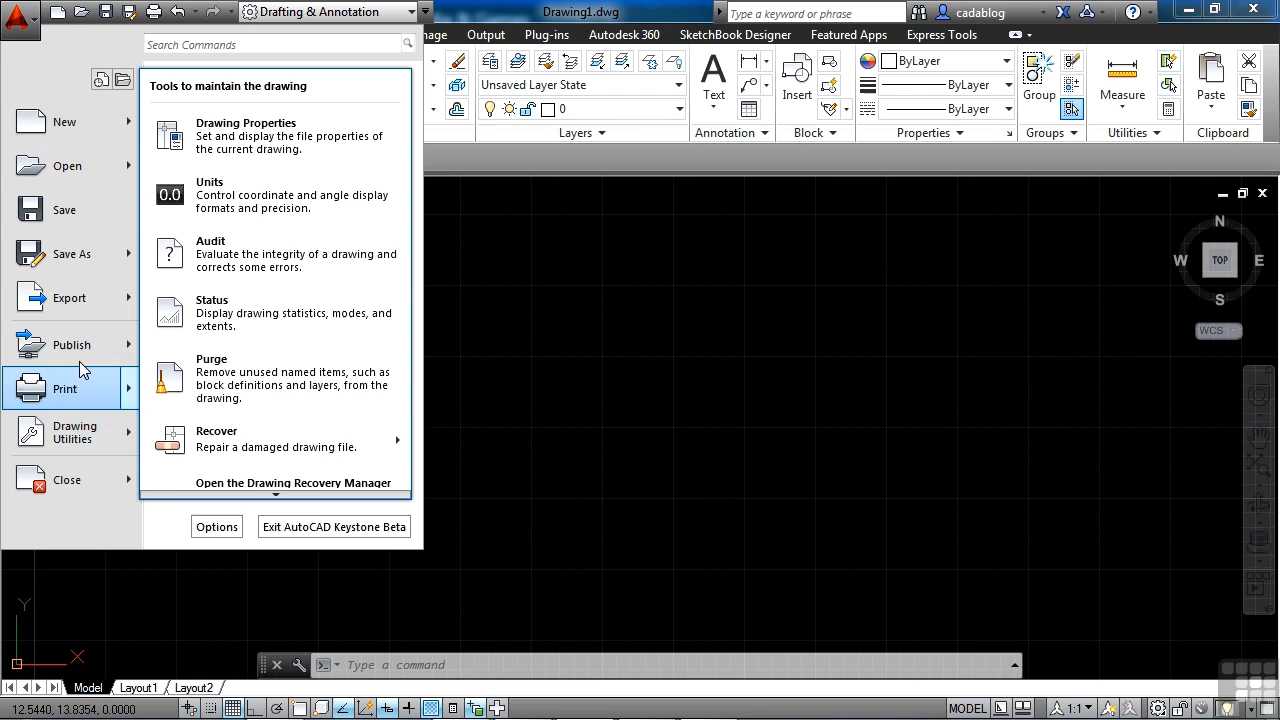 Drafting & Annotation
Drawing1.dwg
Type a keyword or phrase
cadablog
Output
Plug-ins
Autodesk 360
SketchBook Designer
Featured Apps
Express Tools
Search Commands
Tools to maintain the drawing
Drawing Properties
Set and display the file properties of
the current drawing.
Units
0.0
Control coordinate and angle display
formats and precision.
Audit
Evaluate the integrity of a drawing and
corrects some errors.
Status
Display drawing statistics, modes, and
extents.
Purge
Remove unused named items, such as
block definitions and layers, from the
drawing.
Recover
Repair a damaged drawing file.
Open the Drawing Recovery Manager
New
Open
Save
Save As
Export
Publish
Print
Drawing
Utilities
Close
Options
Exit AutoCAD Keystone Beta
Unsaved Layer State
0
Layers
Text
Annotation
Insert
Block
ByLayer
ByLayer
ByLayer
Properties
Group
Groups
Measure
Utilities
Paste
Clipboard
N
W
TOP
E
S
WCS
Y
X
Type a command
Model
Layout1
Layout2
12.5440, 13.8354, 0.0000
MODEL
1:1